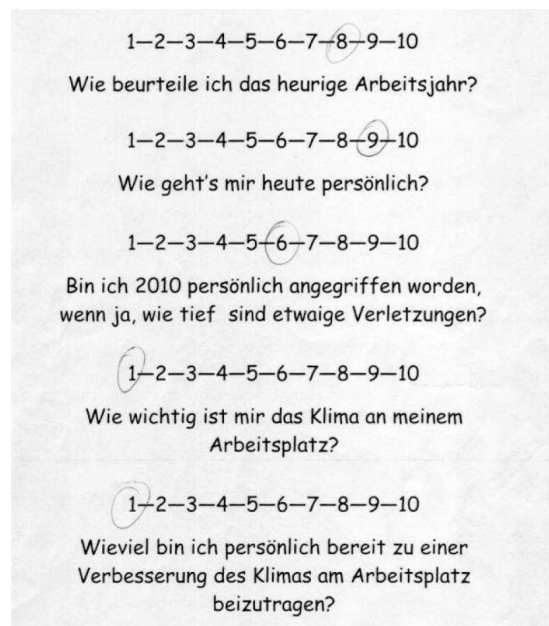 1–2–3–4–5–6–7–8–9–10
Wie beurteile ich das heurige Arbeitsjahr?
1–2–3–4–5–6–7–8–9–10
Wie geht's mir heute persönlich?
1–2–3–4–5–6–7–8–9–10
Bin ich 2010 persönlich angegriffen worden,
wenn ja, wie tief sind etwaige Verletzungen?
1–2–3–4–5–6–7–8–9–10
Wie wichtig ist mir das Klima an meinem
Arbeitsplatz?
1–2–3–4–5–6–7–8–9–10
Wieviel bin ich persönlich bereit zu einer
Verbesserung des Klimas am Arbeitsplatz
beizutragen?